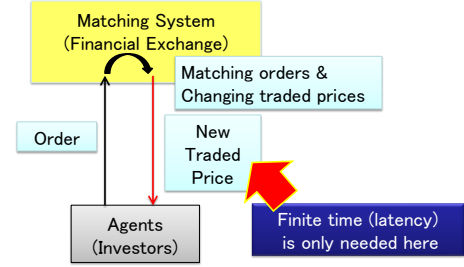 Matching System
(Financial Exchange)
Matching orders &
Changing traded prices
Order
New
Traded
Price
Agents
(Investors)
Finite time (latency)
is only needed here